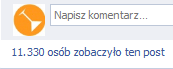 Napisz komentarz...
11.330 osób zobaczyło ten post